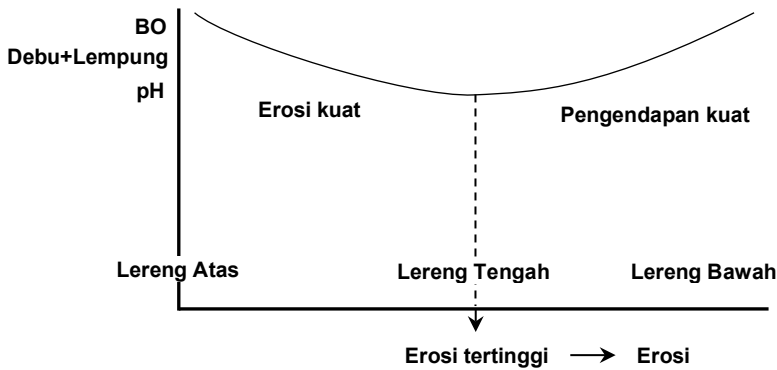 BO
Debu+Lempung
pH
Erosi kuat
Pengendapan kuat
Lereng Atas
Lereng Tengah
Lereng Bawah
Erosi tertinggi → Erosi